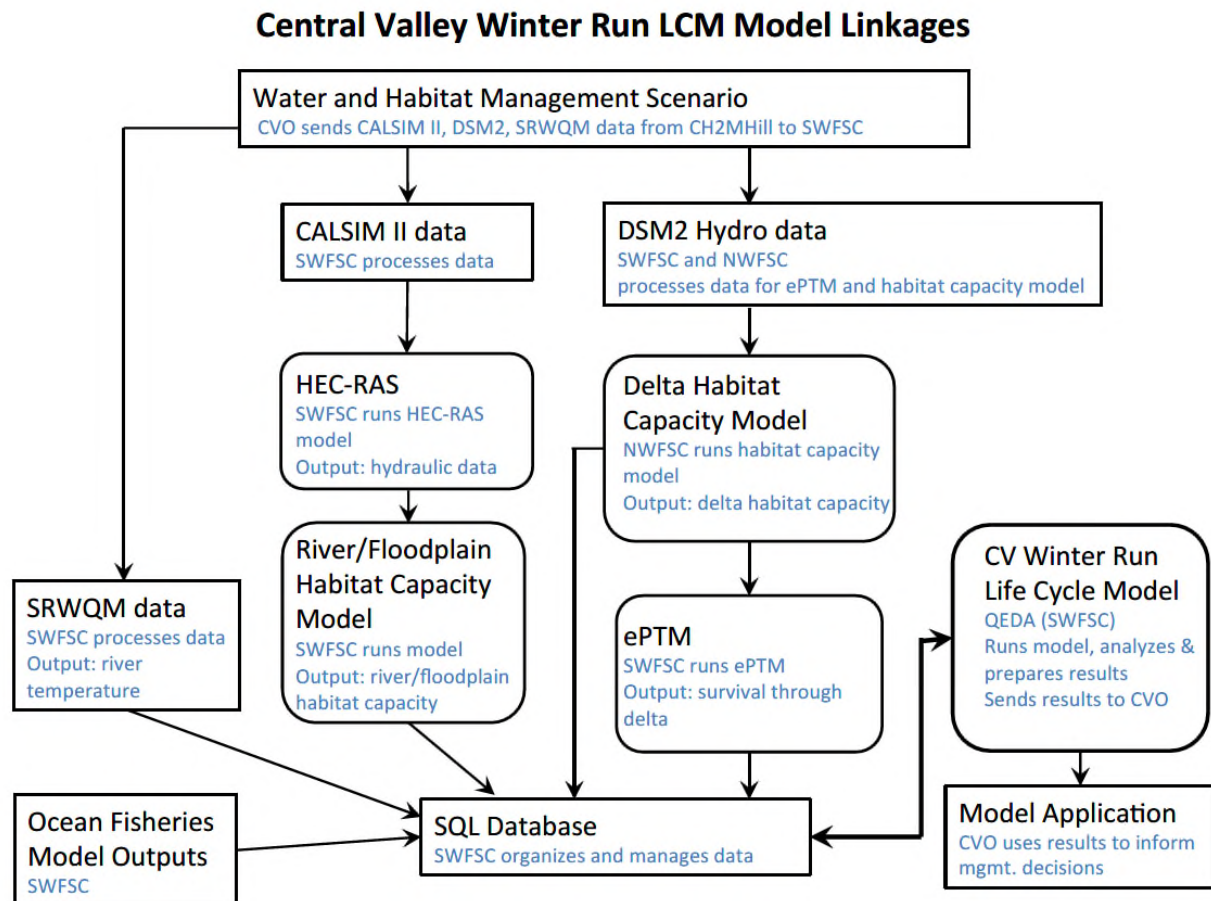 Central Valley Winter Run LCM Model Linkages
Water and Habitat Management Scenario
CVO sends CALSIM II, DSM2, SRWQM data from CH2MHill to SWFSC
CALSIM II data
SWFSC processes data
DSM2 Hydro data
SWFSC and NWFSC
processes data for ePTM and habitat capacity model
HEC-RAS
SWFSC runs HEC-RAS
model
Output: hydraulic data
Delta Habitat
Capacity Model
NWFSC runs habitat capacity
model
Output: delta habitat capacity
River/Floodplain
Habitat Capacity
Model
SWFSC runs model
Output: river/floodplain
habitat capacity
SRWQM data
SWFSC processes data
Output: river
temperature
ePTM
SWFSC runs ePTM
Output: survival through
delta
CV Winter Run
Life Cycle Model
QEDA (SWFSC)
Runs model, analyzes &
prepares results
Sends results to CVO
Ocean Fisheries
Model Outputs
SWFSC
SQL Database
SWFSC organizes and manages data
Model Application
CVO uses results to inform
mgmt. decisions